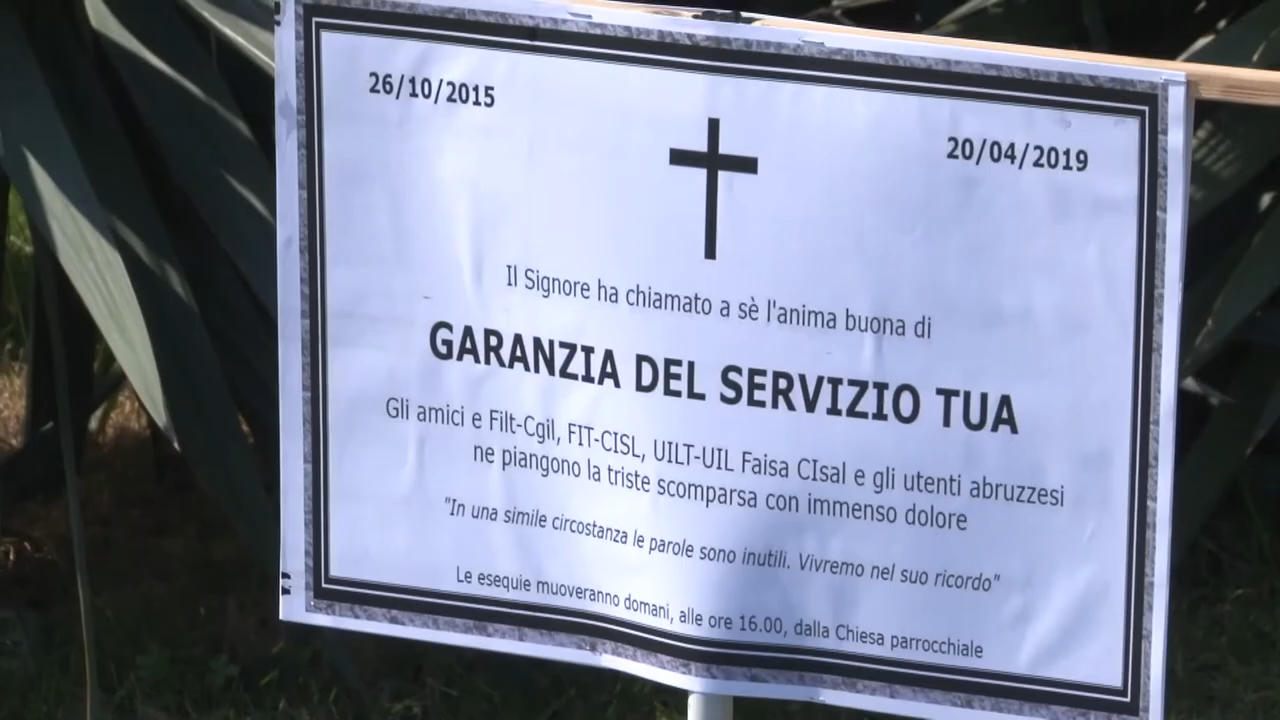 26/10/2015
20/04/2019
Il Signore ha chiamato a sè l'anima buona di
GARANZIA DEL SERVIZIO TUA
Gli amici e Filt-Cgil, FIT-CISL, UILT-UIL Faisa CIsal e gli utenti abruzzesi
ne piangono la triste scomparsa con immenso dolore
"In una simile circostanza le parole sono inutili. Vivremo nel suo ricordo"
Le esequie muoveranno domani, alle ore 16.00, dalla Chiesa parrocchiale